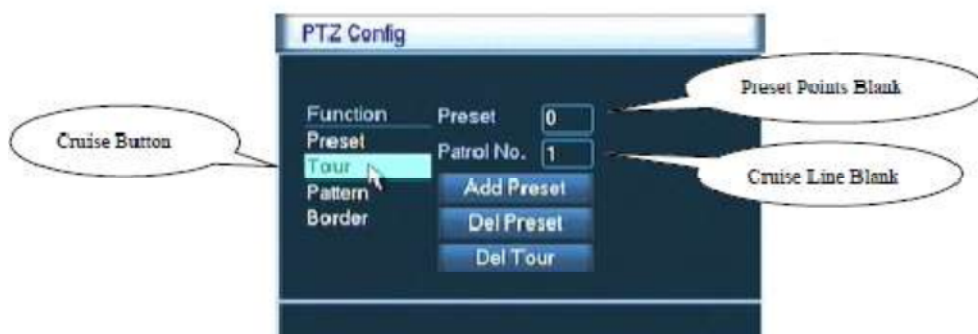 PTZ Config
Preset Points Blank
Function Preset 0
Cruise Button
Preset
Patrol No. 1
Tour
Cruise Line Blank
Pattern
Add Preset
Border
Del Preset
Del Tour